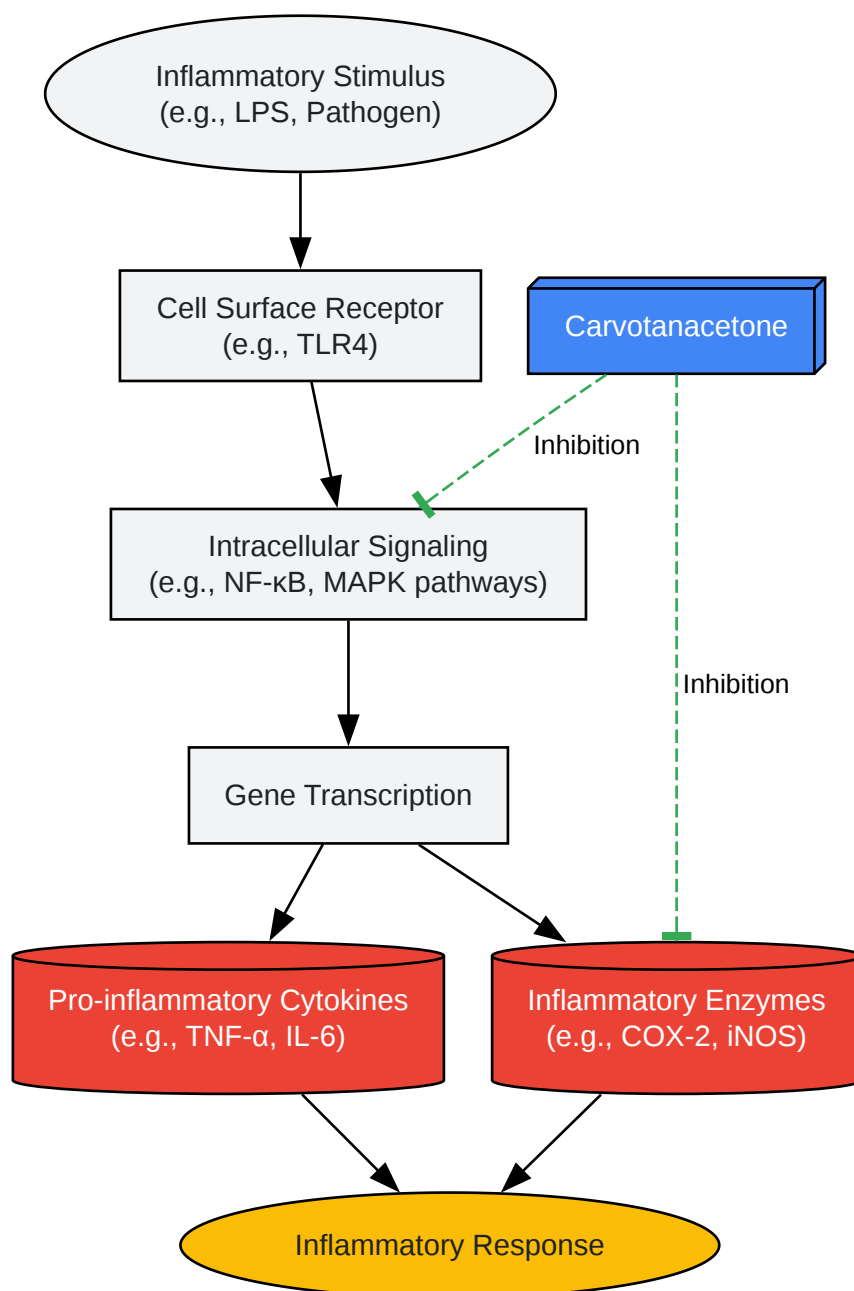 Inflammatory Stimulus
(e.g., LPS, Pathogen)
Cell Surface Receptor
(e.g., TLR4)
Carvotanacetone
Inhibition
Intracellular Signaling
(e.g., NF-κB, MAPK pathways)
Inhibition
Gene Transcription
Pro-inflammatory Cytokines
(e.g., TNF-α, IL-6)
Inflammatory Enzymes
(e.g., COX-2, iNOS)
Inflammatory Response